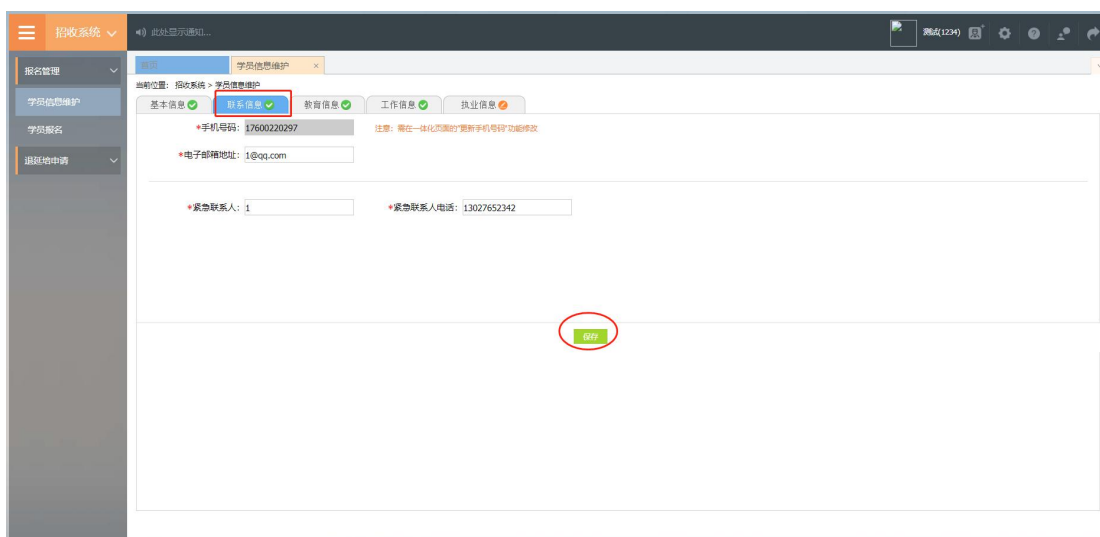 招收系统
此处显示通知...
测试(1234)
报名管理
学员信息维护
学员报名
退延培申请
首页
学员信息维护 ×
当前位置: 招收系统 > 学员信息维护
基本信息
联系信息
教育信息
工作信息
执业信息
*手机号码: 17600220297
注意: 需在一体化页面的"更新手机号码"功能修改
*电子邮箱地址: 1@qq.com
*紧急联系人: 1
*紧急联系人电话: 13027652342
保存